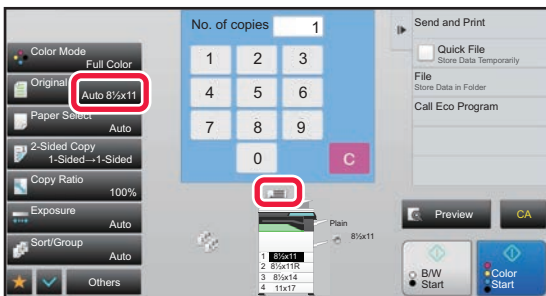 No. of copies 1
Color Mode
Full Color
Original
Auto 8½x11
Paper Select
Auto
2-Sided Copy
1-Sided→1-Sided
Copy Ratio
100%
Exposure
Auto
Sort/Group
Auto
Others
1 2 3
4 5 6
7 8 9
0 C
Plain
8½x11
1 8½x11
2 8½x11R
3 8½x14
4 11x17
Send and Print
Quick File
Store Data Temporarily
File
Store Data in Folder
Call Eco Program
Preview
CA
B/W
Start
Color
Start